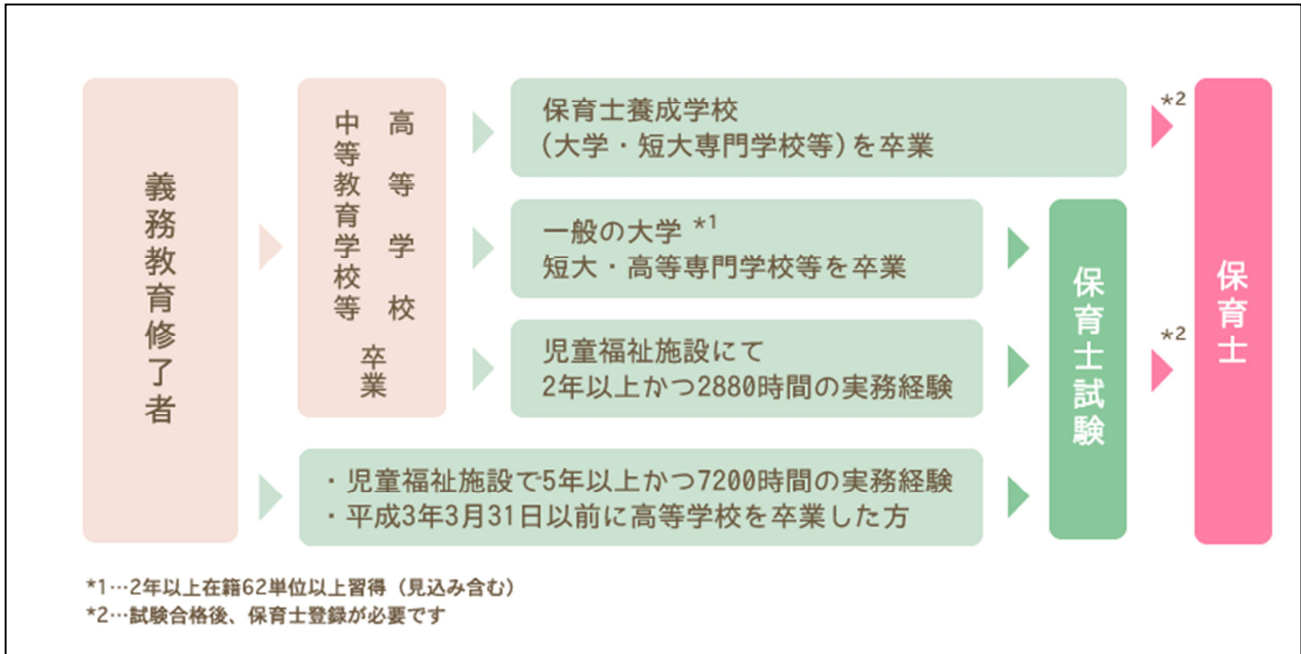 義務教育修了者
高等学校
中等教育学校等
卒業
保育士養成学校
(大学・短大専門学校等)を卒業
一般の大学 *1
短大・高等専門学校等を卒業
児童福祉施設にて
2年以上かつ2880時間の実務経験
・児童福祉施設で5年以上かつ7200時間の実務経験
・平成3年3月31日以前に高等学校を卒業した方
保育士試験
*2
*2
保育士
*1…2年以上在籍62単位以上習得（見込み含む）
*2…試験合格後、保育士登録が必要です